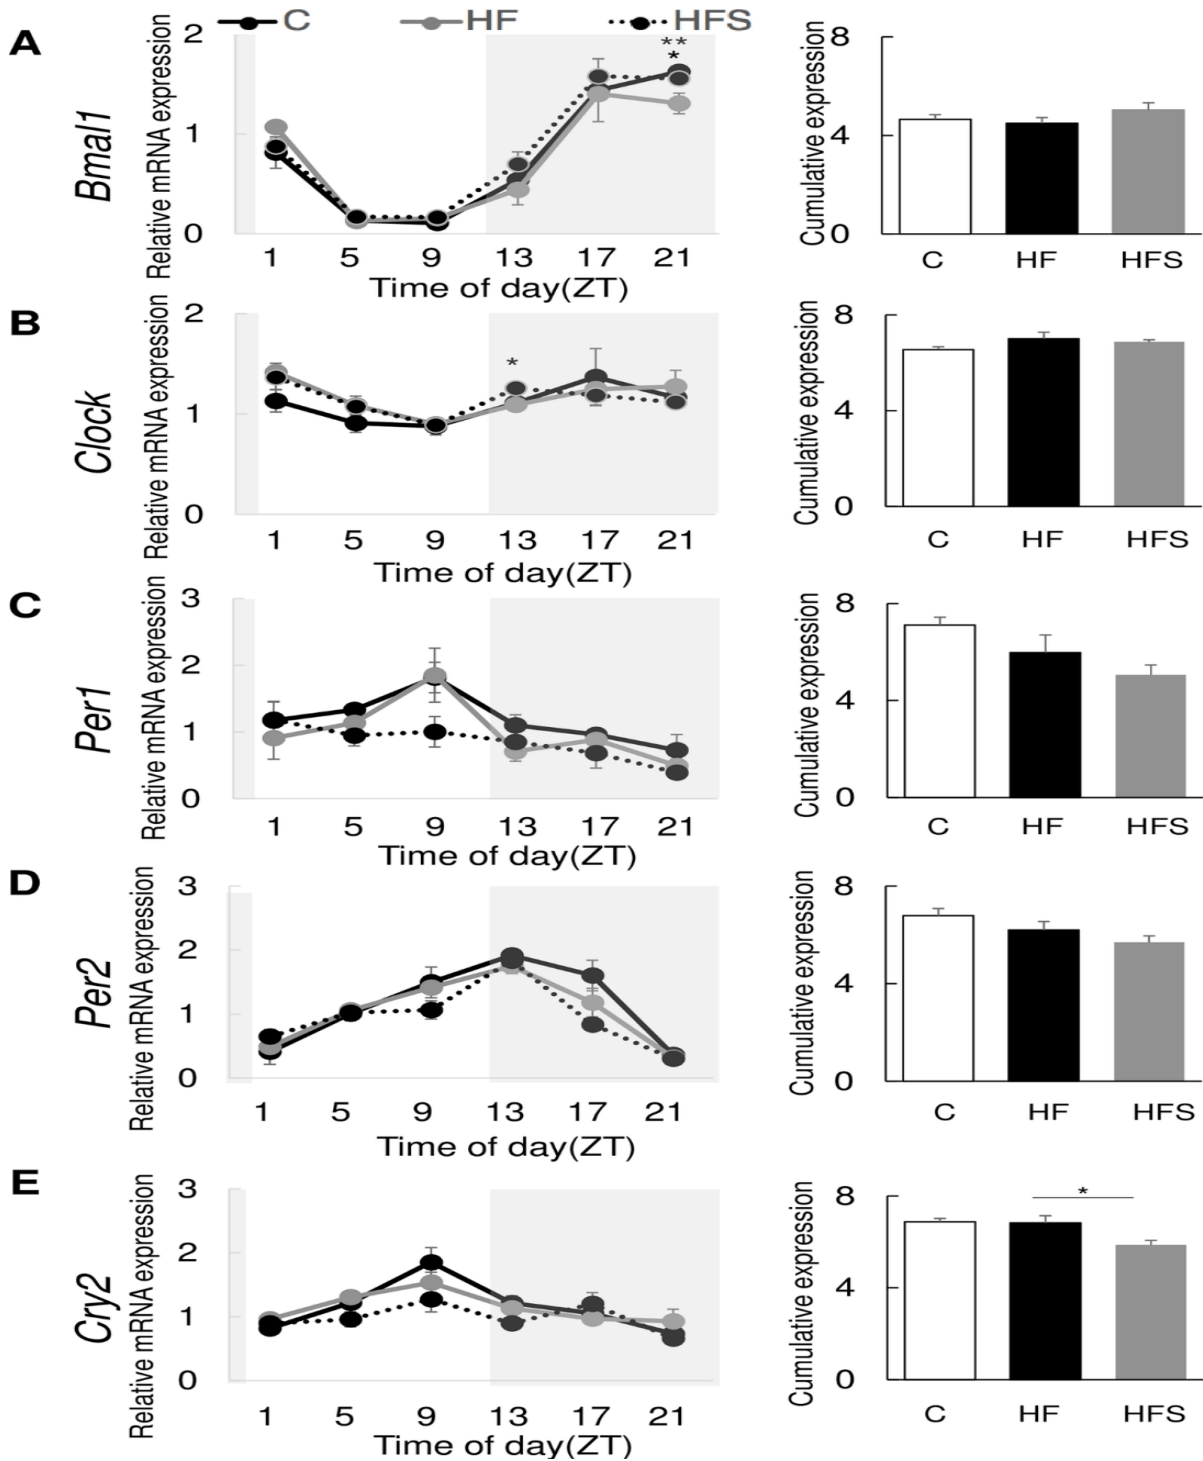 C HF HFS
A
Bmal1
Relative mRNA expression
2
1
0
**
*
1 5 9 13 17 21
Time of day(ZT)
Cumulative expression
8
4
0
C HF HFS
B
Clock
Relative mRNA expression
2
1
0
*
1 5 9 13 17 21
Time of day(ZT)
Cumulative expression
8
4
0
C HF HFS
C
Per1
Relative mRNA expression
3
2
1
0
1 5 9 13 17 21
Time of day(ZT)
Cumulative expression
8
4
0
C HF HFS
D
Per2
Relative mRNA expression
3
2
1
0
1 5 9 13 17 21
Time of day(ZT)
Cumulative expression
8
4
0
C HF HFS
E
Cry2
Relative mRNA expression
3
2
1
0
1 5 9 13 17 21
Time of day(ZT)
Cumulative expression
8
4
0
*
C HF HFS